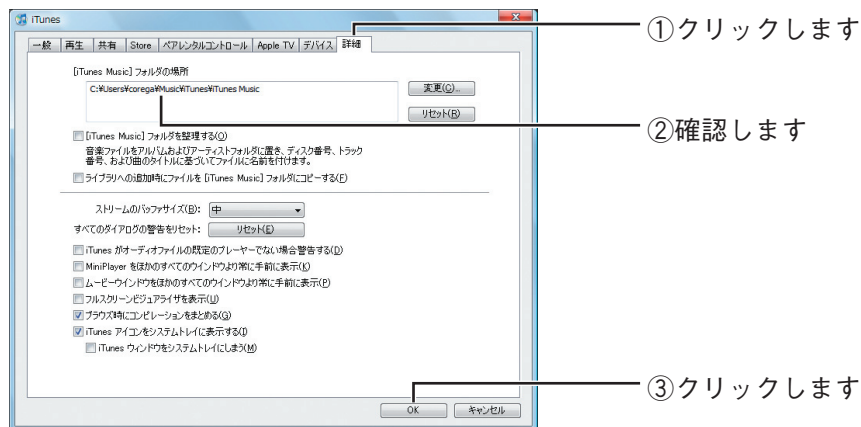 iTunes
一般 再生 共有 Store ペアレンタルコントロール Apple TV デバイス 詳細
①クリックします
[iTunes Music] フォルダの場所
C:¥Users¥corega¥Music¥iTunes¥iTunes Music
変更(C)...
リセット(R)
②確認します
[iTunes Music] フォルダを整理する(O)
音楽ファイルをアルバムおよびアーティストフォルダに置き、ディスク番号、トラック
番号、および曲のタイトルに基づいてファイルに名前を付けます。
ライブラリへの追加時にファイルを [iTunes Music] フォルダにコピーする(F)
ストリームのバッファサイズ(B): 中
すべてのダイアログの警告をリセット: リセット(E)
iTunes がオーディオファイルの既定のプレーヤーでない場合警告する(D)
MiniPlayer をほかのすべてのウインドウより常に手前に表示(K)
ムービーウインドウをほかのすべてのウインドウより常に手前に表示(P)
フルスクリーンビジュアライザを表示(U)
ブラウズ時にコンピレーションをまとめる(G)
iTunes アイコンをシステムトレイに表示する(I)
iTunes ウィンドウをシステムトレイにしまう(M)
③クリックします
OK キャンセル